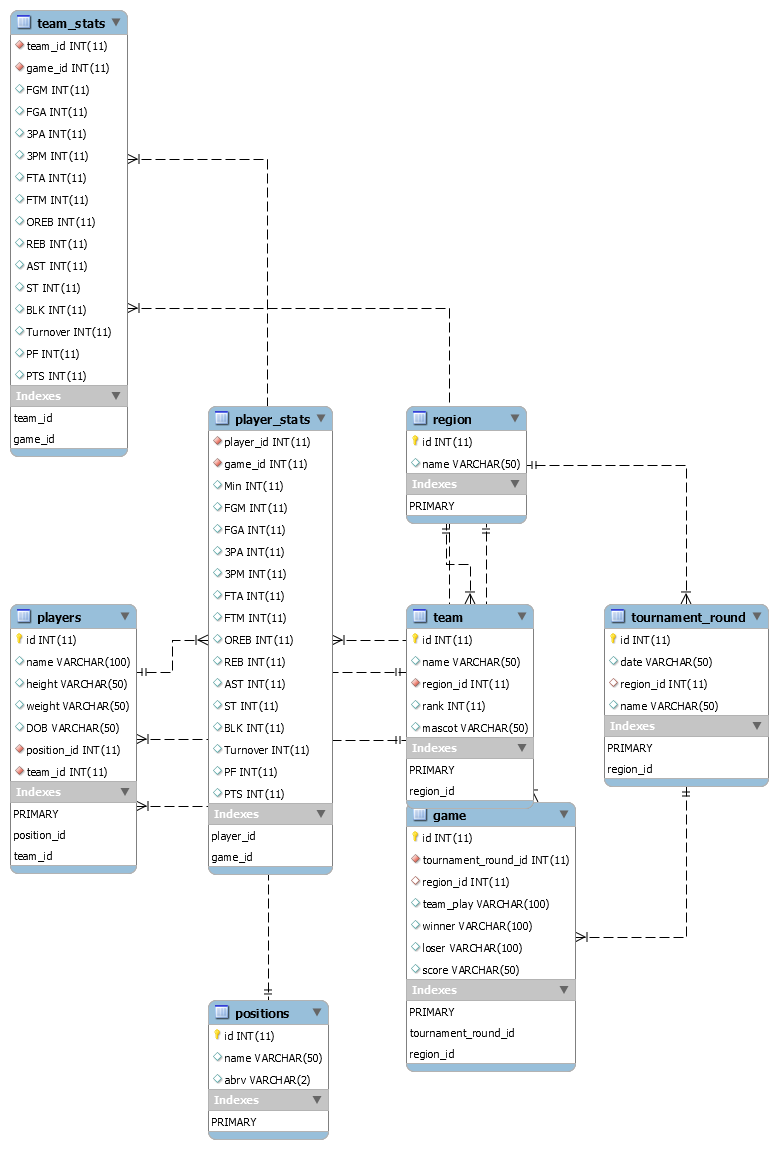 team_stats
team_id INT(11)
game_id INT(11)
FGM INT(11)
FGA INT(11)
3PA INT(11)
3PM INT(11)
FTA INT(11)
FTM INT(11)
OREB INT(11)
REB INT(11)
AST INT(11)
ST INT(11)
BLK INT(11)
Turnover INT(11)
PF INT(11)
PTS INT(11)
Indexes
team_id
game_id
player_stats
player_id INT(11)
game_id INT(11)
Min INT(11)
FGM INT(11)
FGA INT(11)
3PA INT(11)
3PM INT(11)
FTA INT(11)
FTM INT(11)
OREB INT(11)
REB INT(11)
AST INT(11)
ST INT(11)
BLK INT(11)
Turnover INT(11)
PF INT(11)
PTS INT(11)
Indexes
player_id
game_id
region
id INT(11)
name VARCHAR(50)
Indexes
PRIMARY
players
id INT(11)
name VARCHAR(100)
height VARCHAR(50)
weight VARCHAR(50)
DOB VARCHAR(50)
position_id INT(11)
team_id INT(11)
Indexes
PRIMARY
position_id
team_id
team
id INT(11)
name VARCHAR(50)
region_id INT(11)
rank INT(11)
mascot VARCHAR(50)
Indexes
PRIMARY
region_id
tournament_round
id INT(11)
date VARCHAR(50)
region_id INT(11)
name VARCHAR(50)
Indexes
PRIMARY
region_id
game
id INT(11)
tournament_round_id INT(11)
region_id INT(11)
team_play VARCHAR(100)
winner VARCHAR(100)
loser VARCHAR(100)
score VARCHAR(50)
Indexes
PRIMARY
tournament_round_id
region_id
positions
id INT(11)
name VARCHAR(50)
abrv VARCHAR(2)
Indexes
PRIMARY